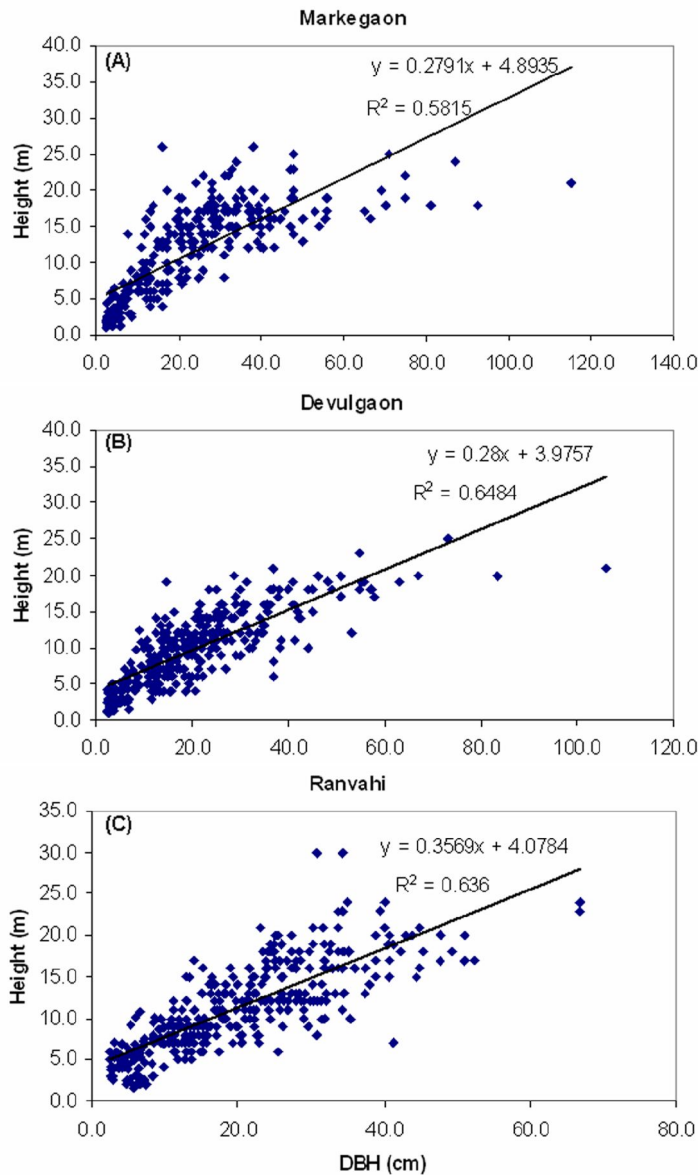 Markegaon
(A)
y = 0.2791x + 4.8935
R² = 0.5815
Height (m)
40.0
35.0
30.0
25.0
20.0
15.0
10.0
5.0
0.0
0.0 20.0 40.0 60.0 80.0 100.0 120.0 140.0
Devulgaon
(B)
y = 0.28x + 3.9757
R² = 0.6484
Height (m)
40.0
35.0
30.0
25.0
20.0
15.0
10.0
5.0
0.0
0.0 20.0 40.0 60.0 80.0 100.0 120.0
Ranvahi
(C)
y = 0.3569x + 4.0784
R² = 0.636
Height (m)
35.0
30.0
25.0
20.0
15.0
10.0
5.0
0.0
0.0 20.0 40.0 60.0 80.0
DBH (cm)